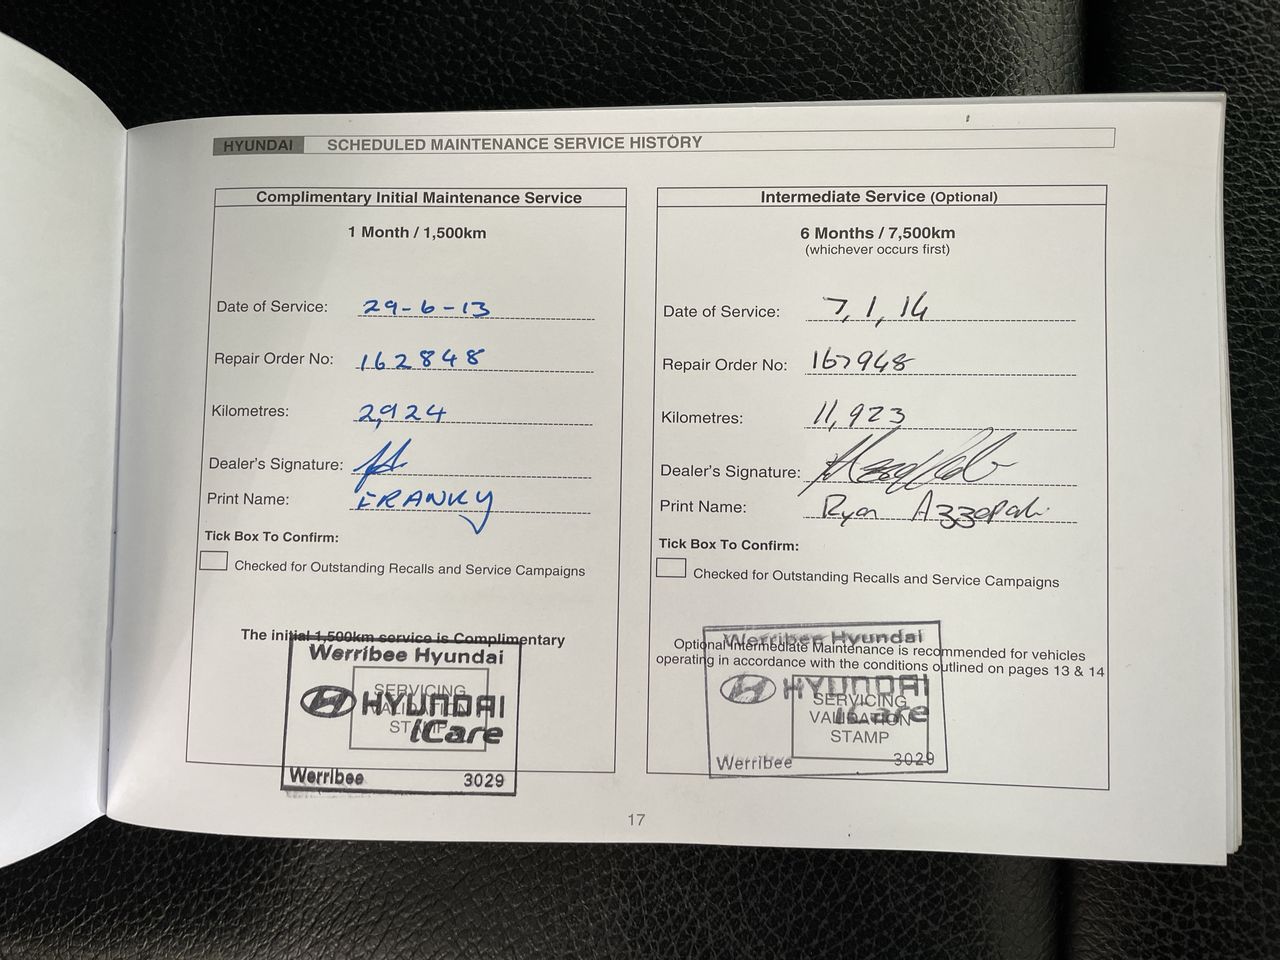 HYUNDAI SCHEDULED MAINTENANCE SERVICE HISTORY
Complimentary Initial Maintenance Service
1 Month / 1,500km
Date of Service: 29-6-13
Repair Order No: 162848
Kilometres: 2,924
Dealer's Signature:
Print Name: FRANKY
Tick Box To Confirm:
Checked for Outstanding Recalls and Service Campaigns
The initial 1,500km service is Complimentary
Werribee Hyundai
SERVICING
VALIDATION
STAMP
HYUNDAI
iCare
Werribee 3029
Intermediate Service (Optional)
6 Months / 7,500km
(whichever occurs first)
Date of Service: 7, 1, 14
Repair Order No: 167948
Kilometres: 11,923
Dealer's Signature:
Print Name: Ryan
Tick Box To Confirm:
Checked for Outstanding Recalls and Service Campaigns
Optional Intermediate Maintenance is recommended for vehicles
operating in accordance with the conditions outlined on pages 13 & 14
Werribee Hyundai
HYUNDAI
iCare
SERVICING
VALIDATION
STAMP
Werribee 3029
17